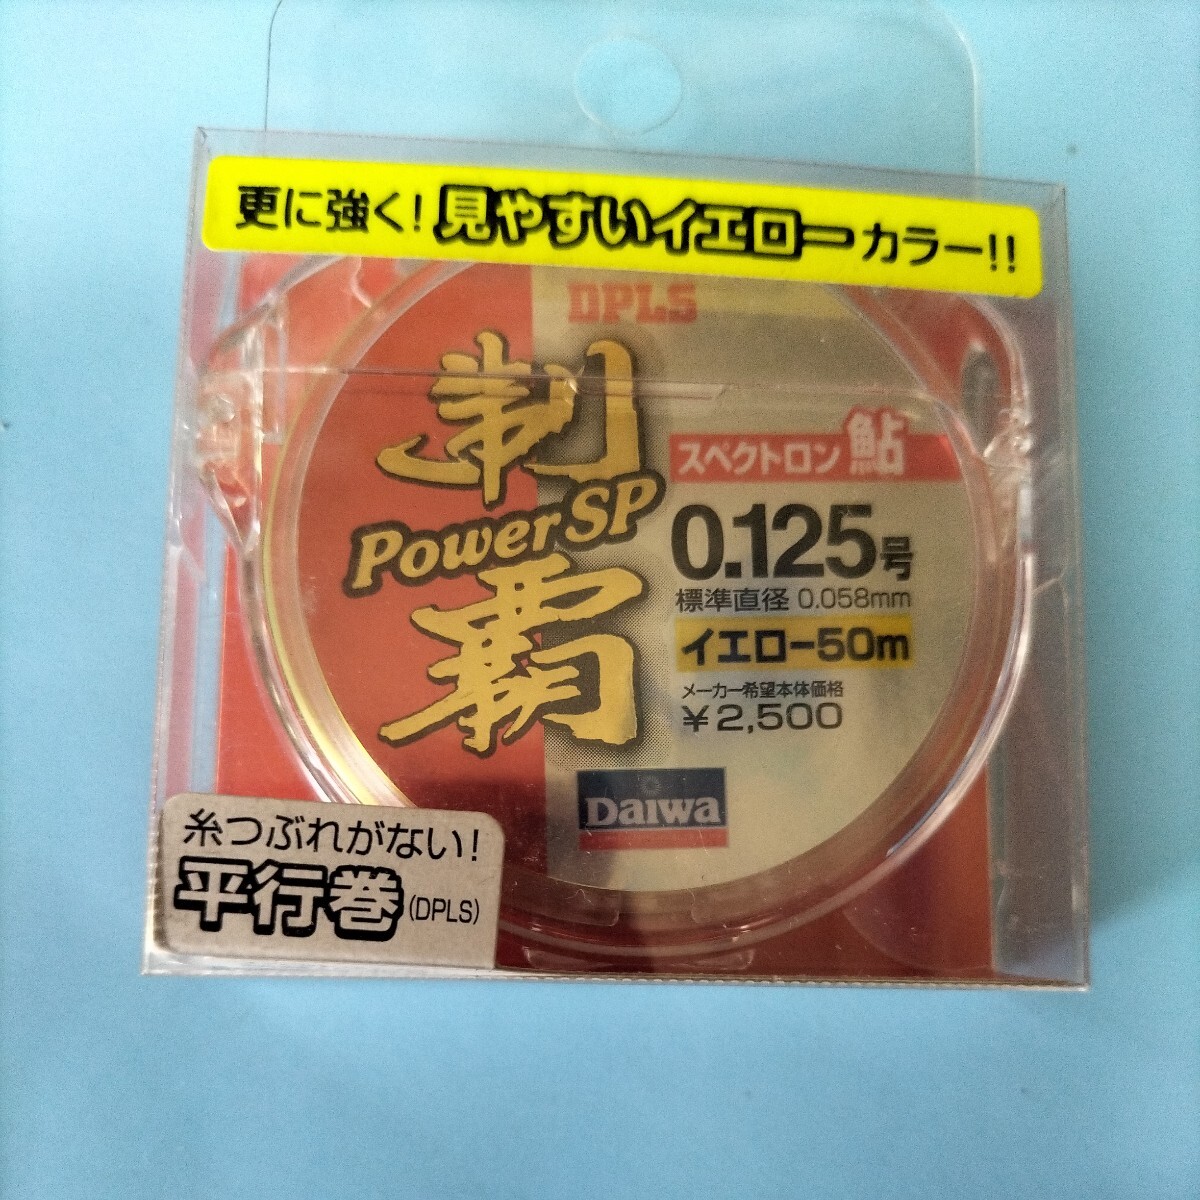 更に強く!見やすいイエローカラー!!
DPLS
制
PowerSP
覇
スペクトロン鮎
0.125号
標準直径 0.058mm
イエロー50m
メーカー希望本体価格
¥2,500
DAIWA
糸つぶれがない!
平行巻(DPLS)